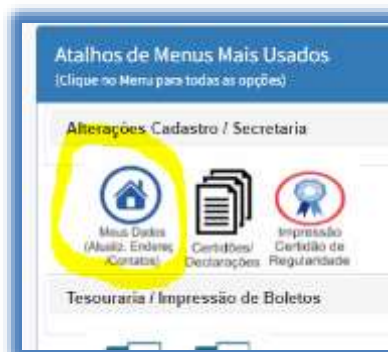 Atalhos de Menus Mais Usados
(Clique no Menu para todas as opções)
Alterações Cadastro / Secretaria
Meus Dados
(Atualiz. Endereç
/Contatos)
Certidões/
Declarações
Impressão
Certidão de
Regularidade
Tesouraria / Impressão de Boletos